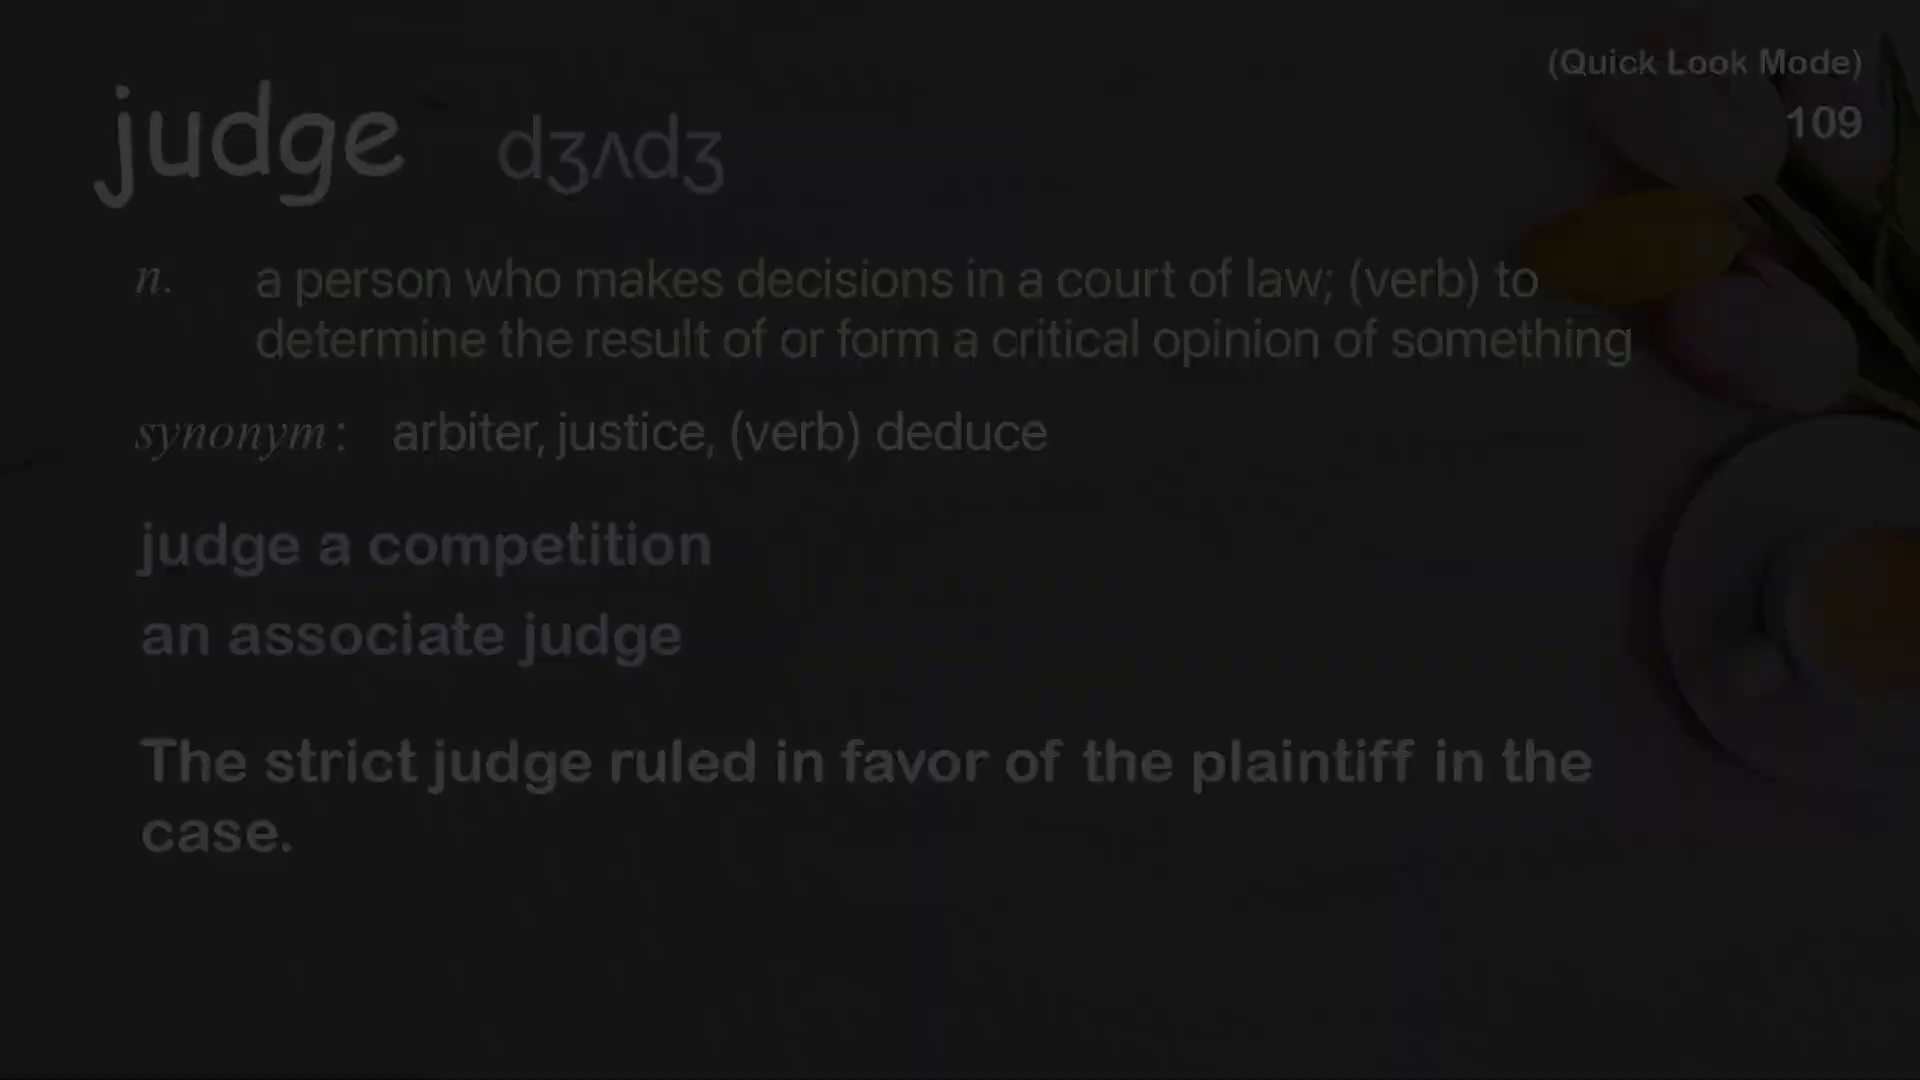 (Quick Look Mode)
109
judge dʒʌdʒ
n. a person who makes decisions in a court of law; (verb) to
determine the result of or form a critical opinion of something
synonym: arbiter, justice, (verb) deduce
judge a competition
an associate judge
The strict judge ruled in favor of the plaintiff in the
case.